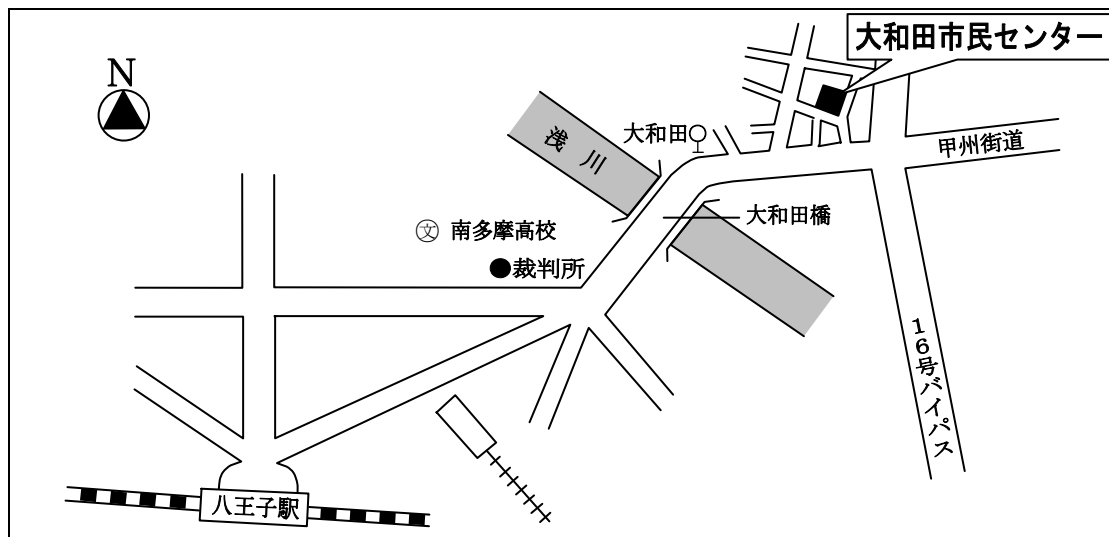 大和田市民センター
N
大和田
浅川
甲州街道
大和田橋
文 南多摩高校
裁判所
16号バイパス
八王子駅